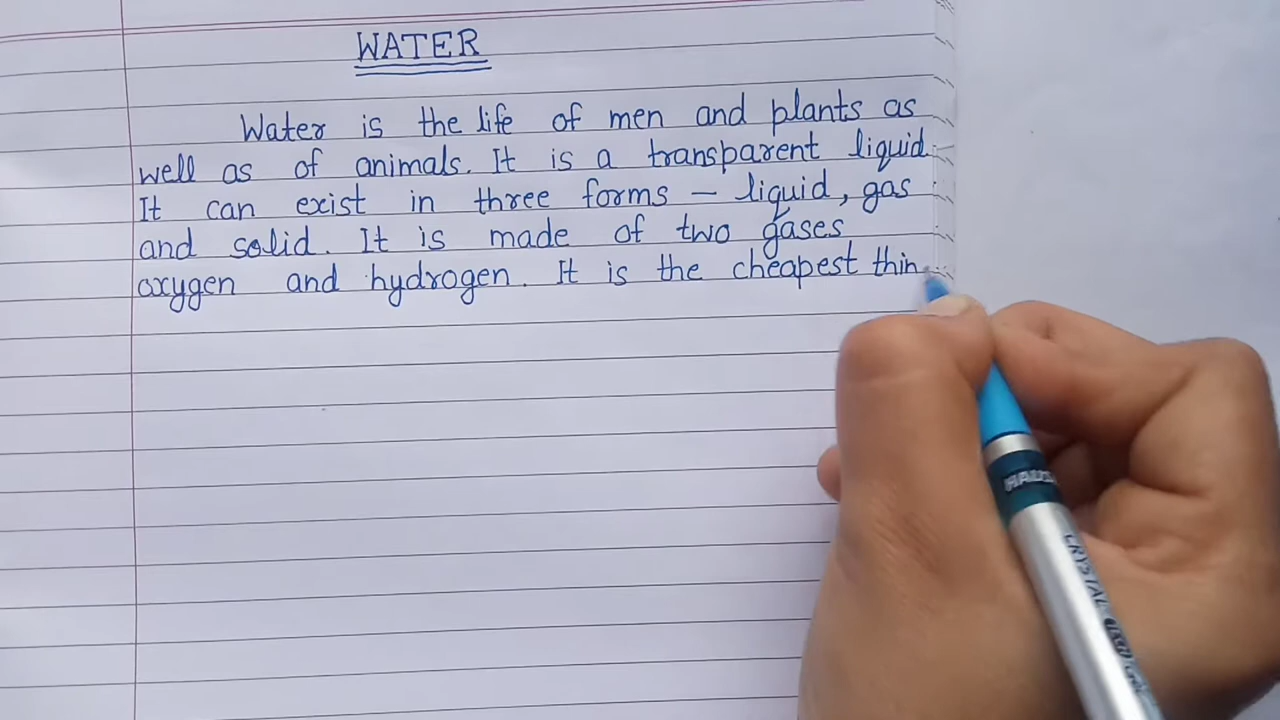 WATER
Water is the life of men and plants as
well as of animals. It is a transparent liquid.
It can exist in three forms – liquid, gas
and solid. It is made of two gases
oxygen and hydrogen. It is the cheapest thin
CRYSTAL